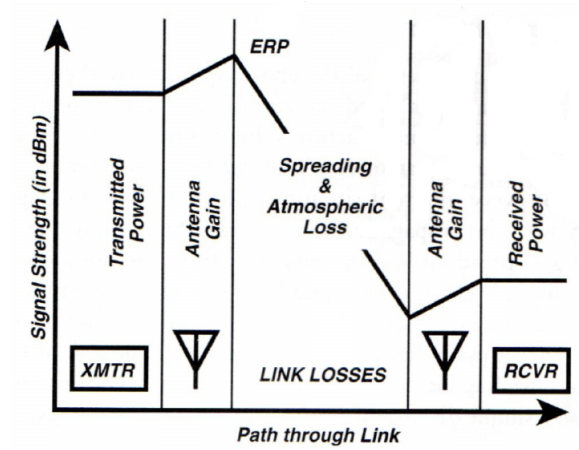 ERP
Signal Strength (in dBm)
Transmitted
Power
Antenna
Gain
Spreading
&
Atmospheric
Loss
Antenna
Gain
Received
Power
XMTR
LINK LOSSES
RCVR
Path through Link